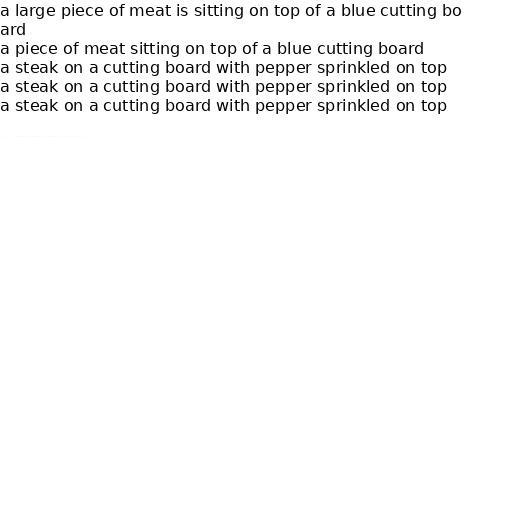 a large piece of meat is sitting on top of a blue cutting bo
ard
a piece of meat sitting on top of a blue cutting board
a steak on a cutting board with pepper sprinkled on top
a steak on a cutting board with pepper sprinkled on top
a steak on a cutting board with pepper sprinkled on top